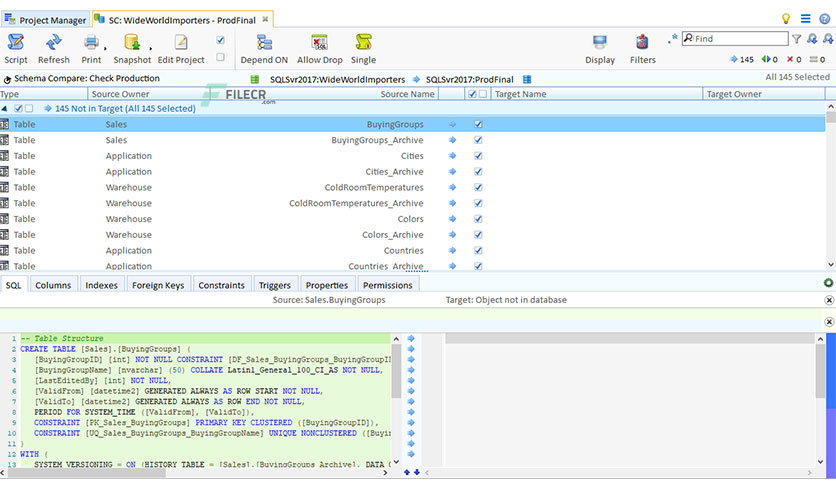 Project Manager SC: WideWorldImporters - ProdFinal
Script Refresh Print Snapshot Edit Project Depend ON Allow Drop Single Display Filters
Find
145 0 0 0
Schema Compare: Check Production SQLSvr2017:WideWorldImporters SQLSvr2017:ProdFinal All 145 Selected
Type Source Owner Source Name Target Name Target Owner
FILECR
.com
145 Not in Target (All 145 Selected)
Table Sales BuyingGroups
Table Sales BuyingGroups_Archive
Table Application Cities
Table Application Cities_Archive
Table Warehouse ColdRoomTemperatures
Table Warehouse ColdRoomTemperatures_Archive
Table Warehouse Colors
Table Warehouse Colors_Archive
Table Application Countries
Table Application Countries_Archive
SQL Columns Indexes Foreign Keys Constraints Triggers Properties Permissions
Source: Sales.BuyingGroups Target: Object not in database
1 -- Table Structure
2 CREATE TABLE [Sales].[BuyingGroups] (
3 [BuyingGroupID] [int] NOT NULL CONSTRAINT [DF_Sales_BuyingGroups_BuyingGroupID
4 [BuyingGroupName] [nvarchar] (50) COLLATE Latin1_General_100_CI_AS NOT NULL,
5 [LastEditedBy] [int] NOT NULL,
6 [ValidFrom] [datetime2] GENERATED ALWAYS AS ROW START NOT NULL,
7 [ValidTo] [datetime2] GENERATED ALWAYS AS ROW END NOT NULL,
8 PERIOD FOR SYSTEM_TIME ([ValidFrom], [ValidTo]),
9 CONSTRAINT [PK_Sales_BuyingGroups] PRIMARY KEY CLUSTERED ([BuyingGroupID]),
10 CONSTRAINT [UQ_Sales_BuyingGroups_BuyingGroupName] UNIQUE NONCLUSTERED ([Buyin
11 )
12 WITH (
13 SYSTEM_VERSIONING = ON (HISTORY_TABLE = [Sales].[BuyingGroups_Archive], DATA_C